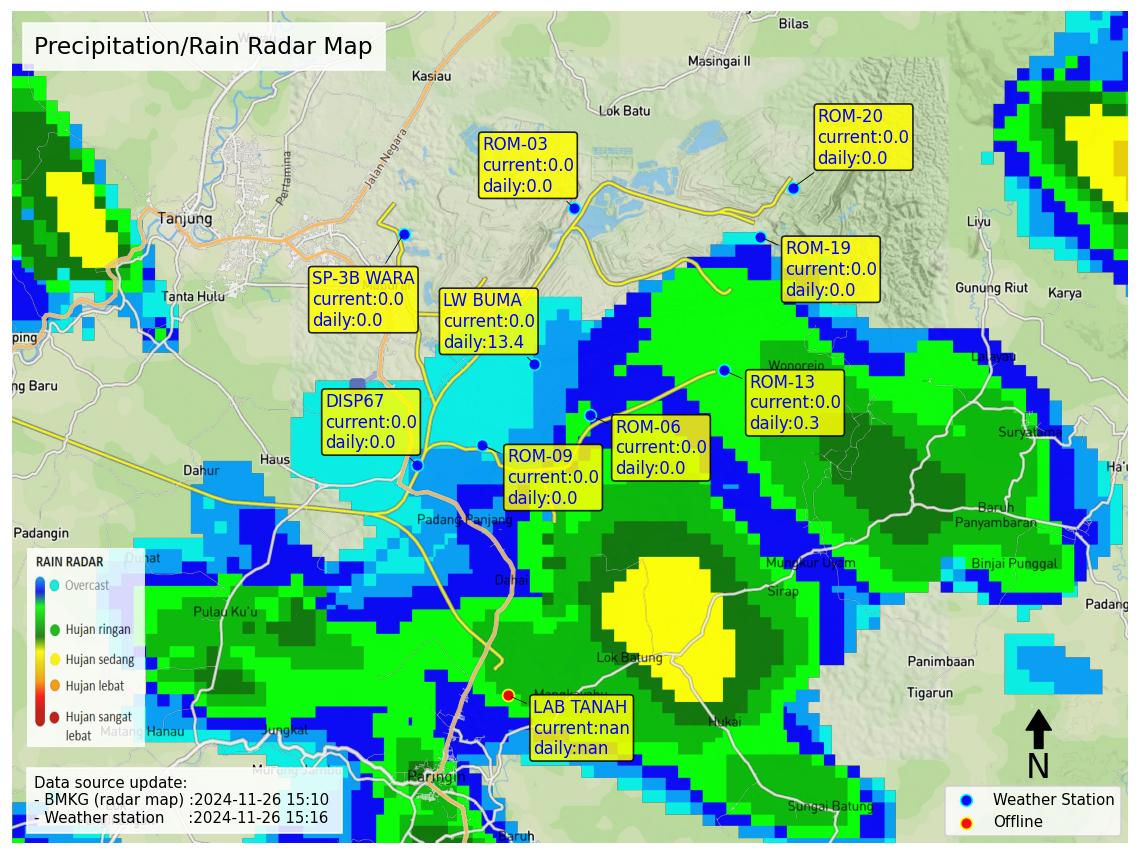 Precipitation/Rain Radar Map
Bilas
Masingai II
Kasiau
Lok Batu
Jalan Negara
Pertamina
ROM-20
current:0.0
daily:0.0
ROM-03
current:0.0
daily:0.0
Tanjung
Liyu
ROM-19
current:0.0
daily:0.0
SP-3B WARA
current:0.0
daily:0.0
LW BUMA
current:0.0
daily:13.4
Tanta Hulu
Gunung Riut
Karya
ping
ng Baru
Lalayau
Wonorejo
ROM-13
current:0.0
daily:0.3
DISP67
current:0.0
daily:0.0
ROM-06
current:0.0
daily:0.0
Suryatama
ROM-09
current:0.0
daily:0.0
Haus
Dahur
Ha'u
Padang Panjang
Baruh
Panyambaran
Padangin
Dahai
Mungkur Uyam
Binjai Punggal
Sirap
Padang
RAIN RADAR
Overcast
Hujan ringan
Hujan sedang
Hujan lebat
Hujan sangat
lebat
Dunat
Pulau Ku'u
Lok Batung
Panimbaan
Tigarun
Mangkayahu
LAB TANAH
current:nan
daily:nan
Hukai
Matang Hanau
Jungkat
Murung Jambu
Paringin
Sungai Batung
Baruh
N
Data source update:
- BMKG (radar map) :2024-11-26 15:10
- Weather station :2024-11-26 15:16
Weather Station
Offline